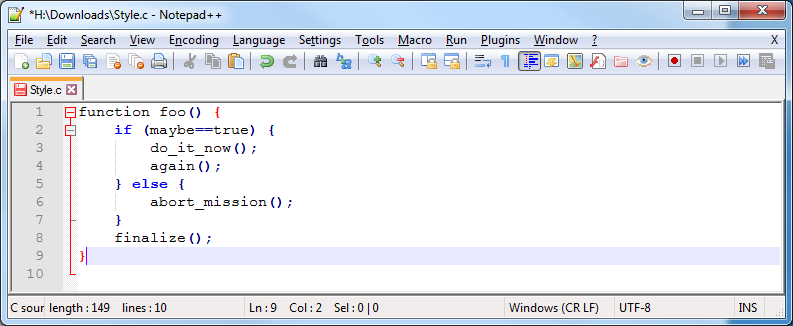 *H:\Downloads\Style.c - Notepad++
File Edit Search View Encoding Language Settings Tools Macro Run Plugins Window ? X
Style.c
1 function foo() {
2     if (maybe==true) {
3         do_it_now();
4         again();
5     } else {
6         abort_mission();
7     }
8     finalize();
9 }
10
C sour length : 149 lines : 10 Ln : 9 Col : 2 Sel : 0 | 0 Windows (CR LF) UTF-8 INS